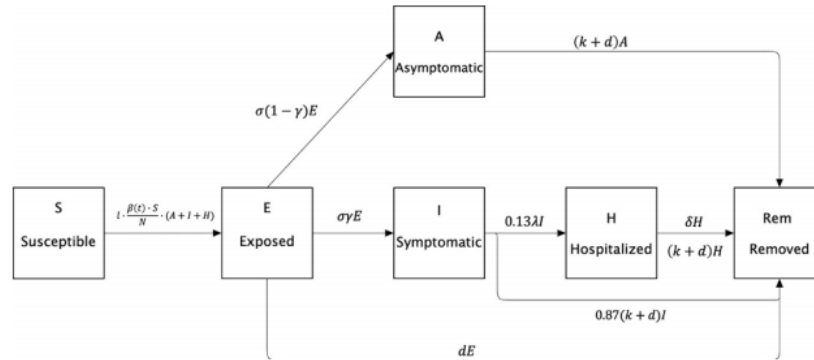 A
Asymptomatic
(k + d)A
σ(1 − γ)E
S
Susceptible
l · β(t) · S / N · (A + I + H)
E
Exposed
σγE
I
Symptomatic
0.13λI
H
Hospitalized
δH
(k + d)H
Rem
Removed
0.87(k + d)I
dE